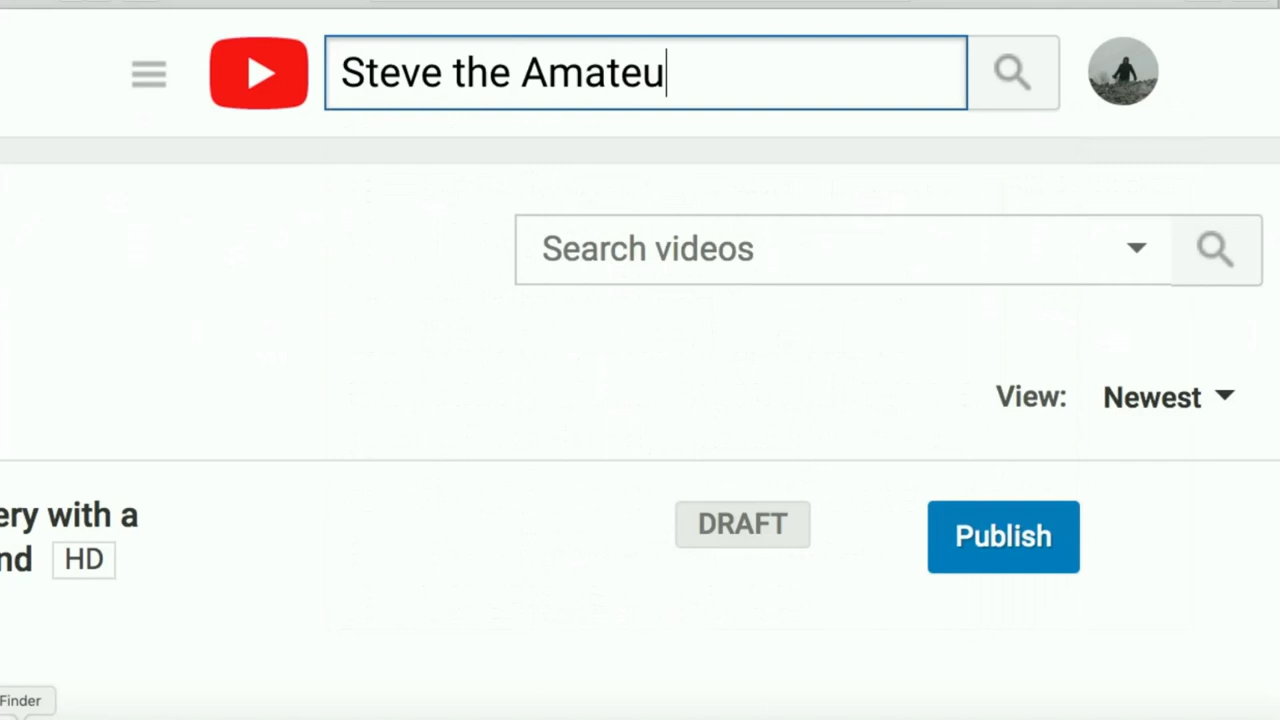 Steve the Amateu
Search videos
View: Newest
ery with a
nd HD
DRAFT
Publish
Finder